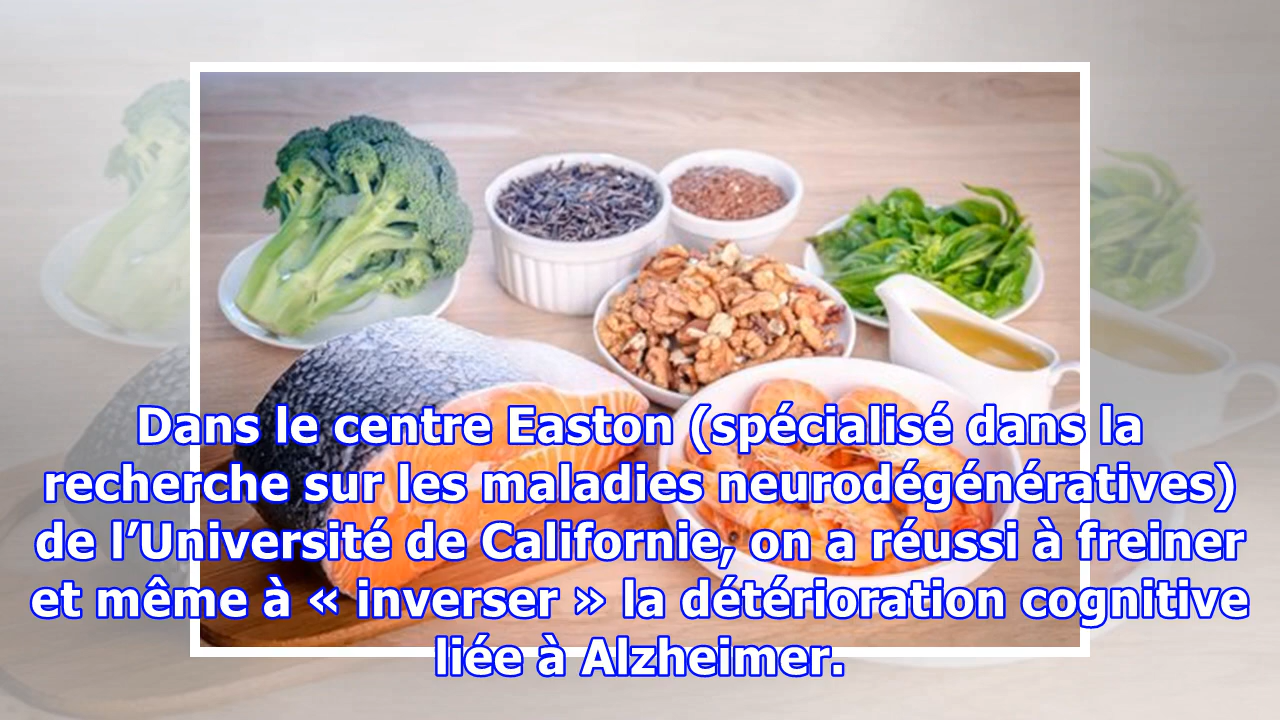 Dans le centre Easton (spécialisé dans la
recherche sur les maladies neurodégénératives)
de l’Université de Californie, on a réussi à freiner
et même à « inverser » la détérioration cognitive
liée à Alzheimer.